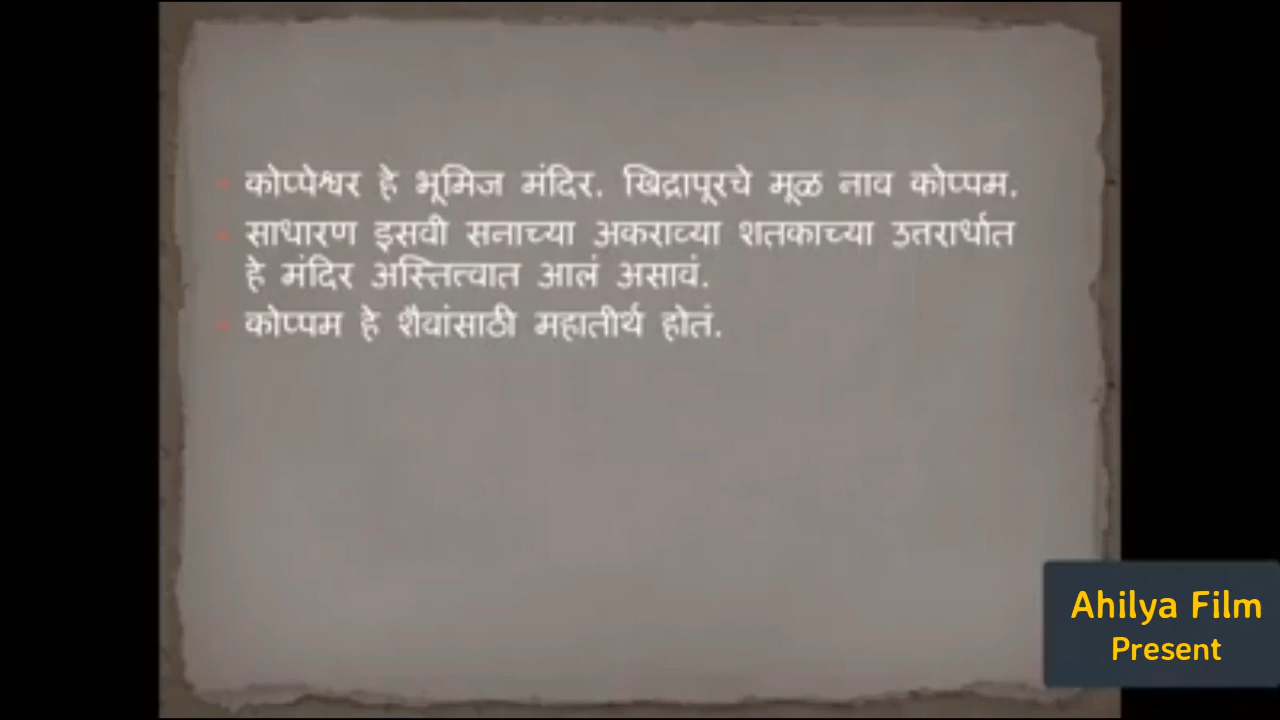 कोप्पेश्वर हे भूमिज मंदिर. खिद्रापूरचे मूळ नाव कोप्पम.
साधारण इसवी सनाच्या अकराव्या शतकाच्या उत्तरार्धात
हे मंदिर अस्तित्वात आलं असावं.
कोप्पम हे शैवांसाठी महातीर्थ होतं.
Ahilya Film
Present